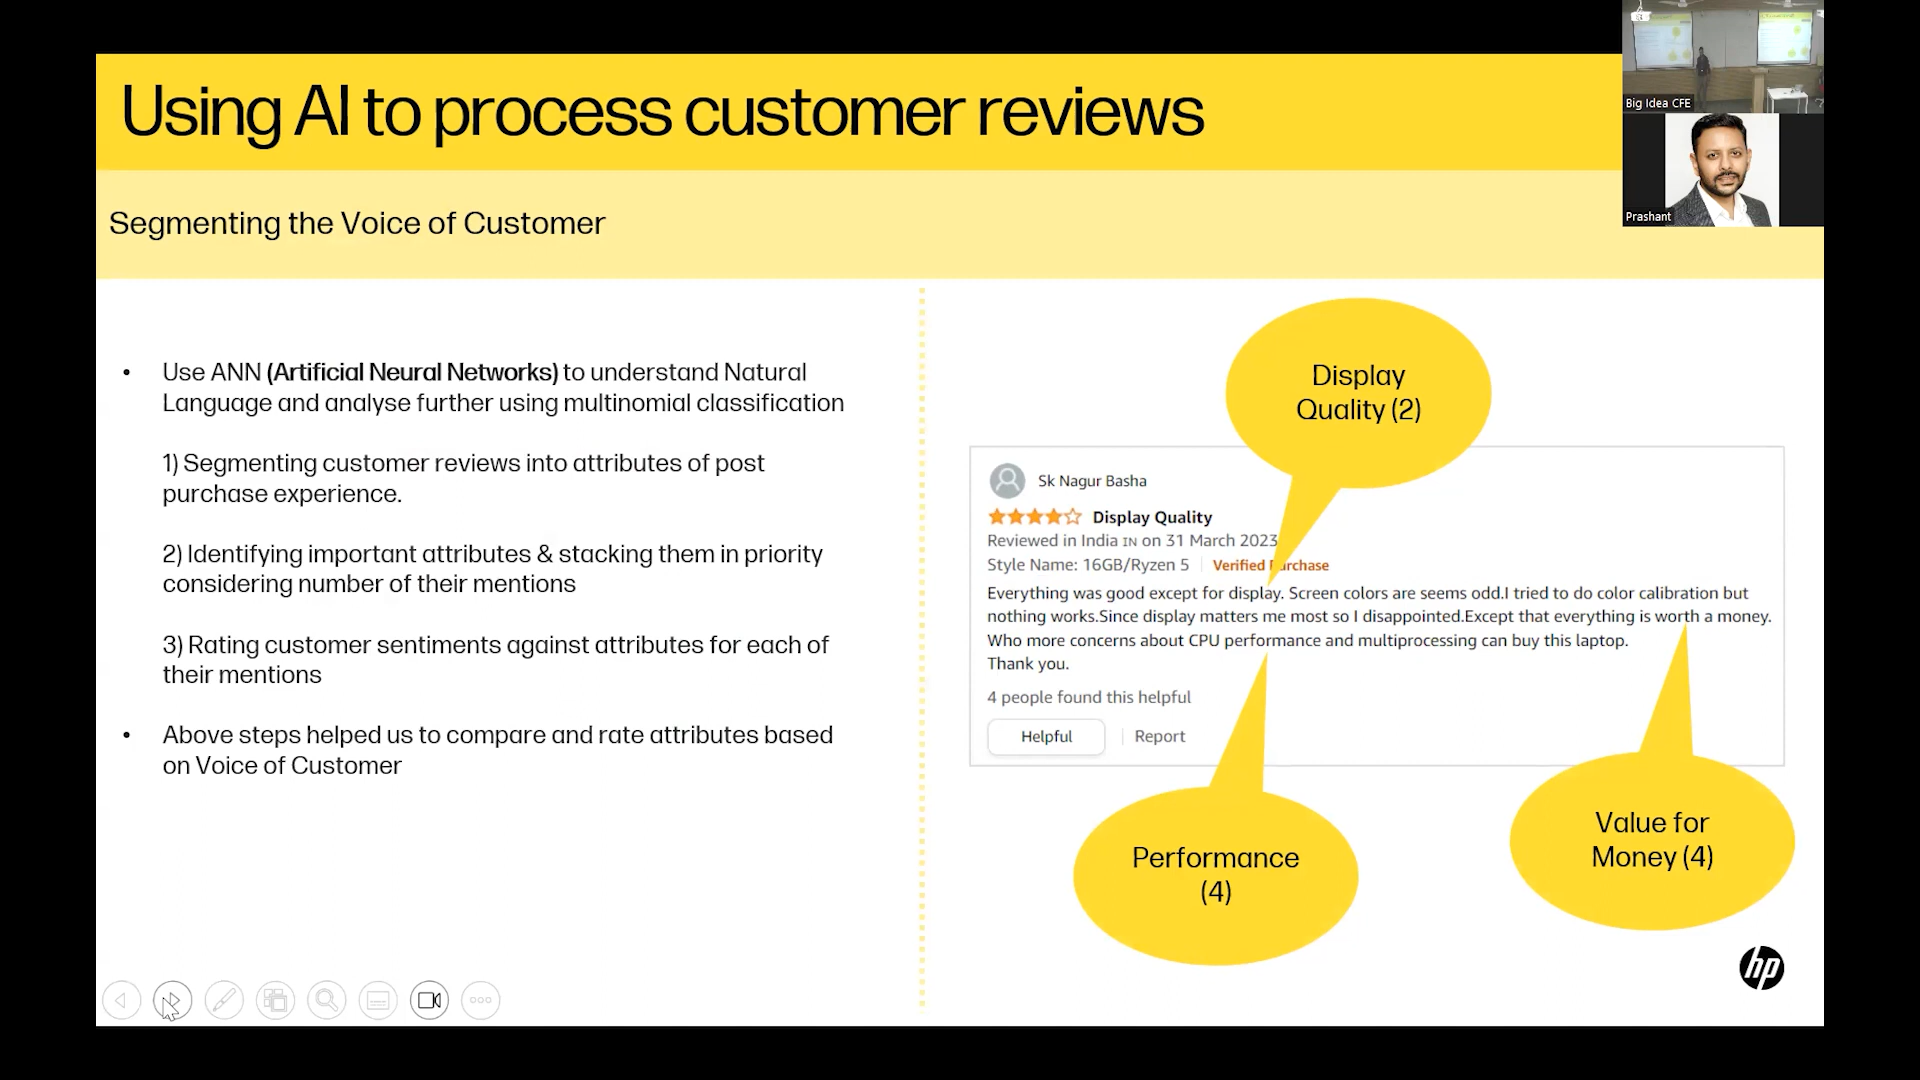 Using AI to process customer reviews
Segmenting the Voice of Customer
Big Idea CFE
Prashant
• Use ANN (Artificial Neural Networks) to understand Natural
Language and analyse further using multinomial classification
1) Segmenting customer reviews into attributes of post
purchase experience.
2) Identifying important attributes & stacking them in priority
considering number of their mentions
3) Rating customer sentiments against attributes for each of
their mentions
• Above steps helped us to compare and rate attributes based
on Voice of Customer
Display
Quality (2)
Sk Nagur Basha
Display Quality
Reviewed in India IN on 31 March 2023
Style Name: 16GB/Ryzen 5 | Verified Purchase
Everything was good except for display. Screen colors are seems odd.I tried to do color calibration but
nothing works.Since display matters me most so I disappointed.Except that everything is worth a money.
Who more concerns about CPU performance and multiprocessing can buy this laptop.
Thank you.
4 people found this helpful
Helpful | Report
Performance
(4)
Value for
Money (4)
hp